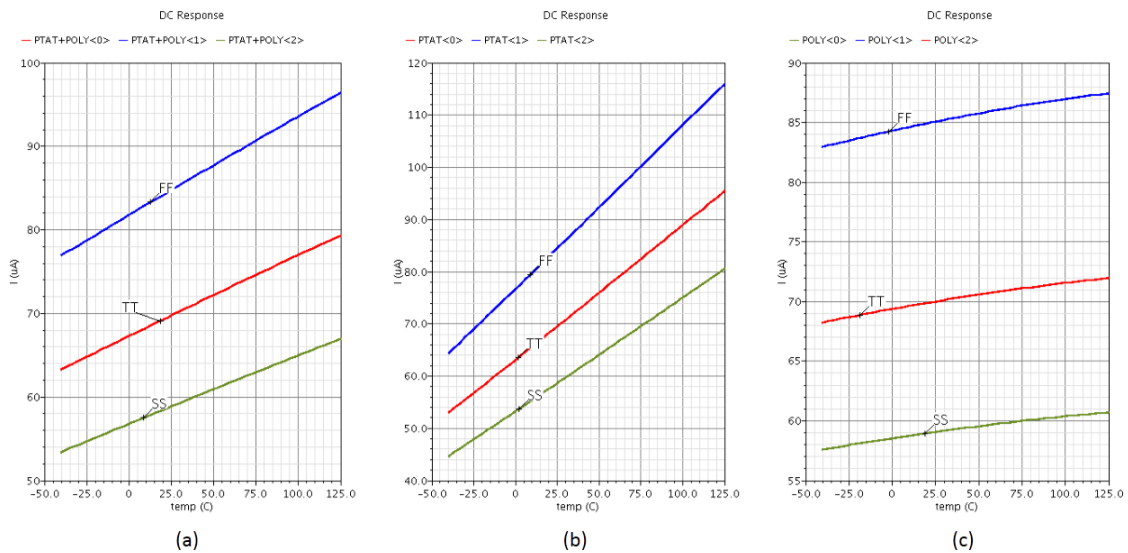 DC Response
PTAT+POLY<0> PTAT+POLY<1> PTAT+POLY<2>
100
90
80
70
60
50
I (uA)
FF
TT
SS
-50.0 -25.0 0 25.0 50.0 75.0 100.0 125.0
temp (C)
(a)
DC Response
PTAT<0> PTAT<1> PTAT<2>
120
110
100
90.0
80.0
70.0
60.0
50.0
40.0
I (uA)
FF
TT
SS
-50.0 -25.0 0 25.0 50.0 75.0 100.0 125.0
temp (C)
(b)
DC Response
POLY<0> POLY<1> POLY<2>
90
85
80
75
70
65
60
55
I (uA)
FF
TT
SS
-50.0 -25.0 0 25.0 50.0 75.0 100.0 125.0
temp (C)
(c)